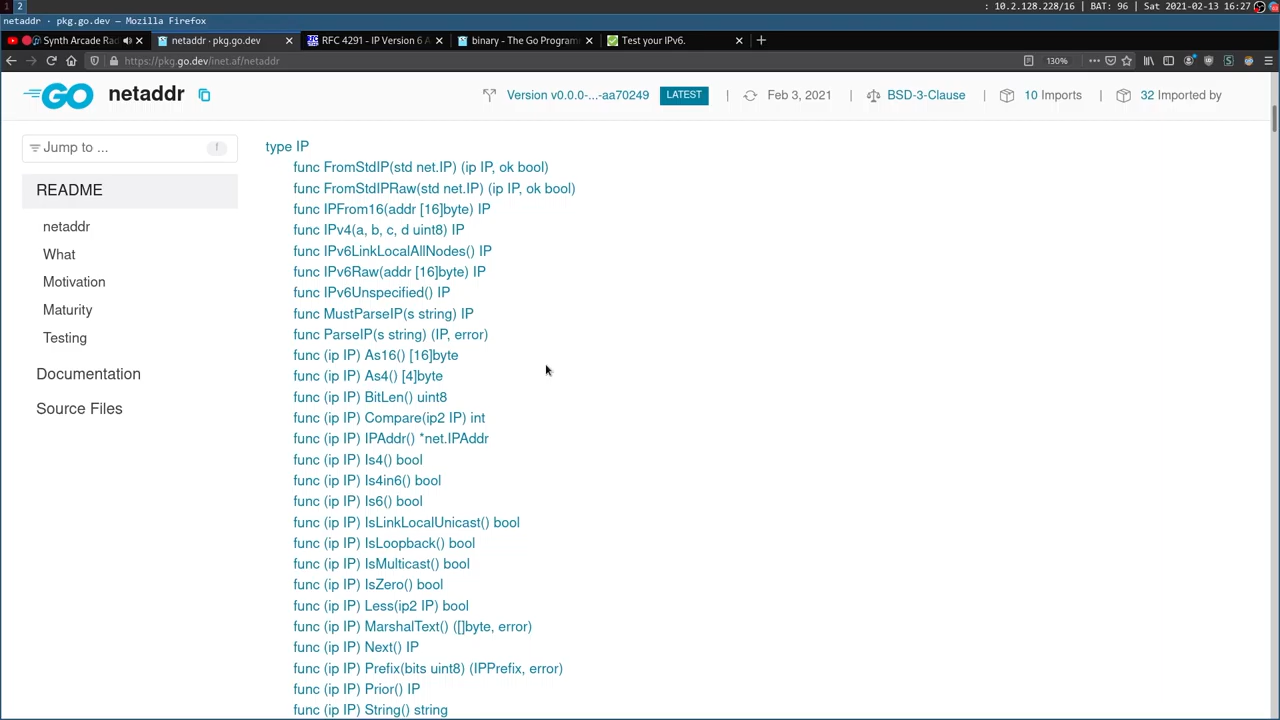 1 2
: 10.2.128.228/16 | BAT: 96 | Sat 2021-02-13 16:27
netaddr · pkg.go.dev — Mozilla Firefox
Synth Arcade Rad
netaddr · pkg.go.dev
RFC 4291 - IP Version 6 A
binary - The Go Program
Test your IPv6.
https://pkg.go.dev/inet.af/netaddr
130%
GO
netaddr
Version v0.0.0-...-aa70249
LATEST
|
Feb 3, 2021
|
BSD-3-Clause
|
10 Imports
|
32 Imported by
Jump to ...
f
README
netaddr
What
Motivation
Maturity
Testing
Documentation
Source Files
type IP
func FromStdIP(std net.IP) (ip IP, ok bool)
func FromStdIPRaw(std net.IP) (ip IP, ok bool)
func IPFrom16(addr [16]byte) IP
func IPv4(a, b, c, d uint8) IP
func IPv6LinkLocalAllNodes() IP
func IPv6Raw(addr [16]byte) IP
func IPv6Unspecified() IP
func MustParseIP(s string) IP
func ParseIP(s string) (IP, error)
func (ip IP) As16() [16]byte
func (ip IP) As4() [4]byte
func (ip IP) BitLen() uint8
func (ip IP) Compare(ip2 IP) int
func (ip IP) IPAddr() *net.IPAddr
func (ip IP) Is4() bool
func (ip IP) Is4in6() bool
func (ip IP) Is6() bool
func (ip IP) IsLinkLocalUnicast() bool
func (ip IP) IsLoopback() bool
func (ip IP) IsMulticast() bool
func (ip IP) IsZero() bool
func (ip IP) Less(ip2 IP) bool
func (ip IP) MarshalText() ([]byte, error)
func (ip IP) Next() IP
func (ip IP) Prefix(bits uint8) (IPPrefix, error)
func (ip IP) Prior() IP
func (ip IP) String() string